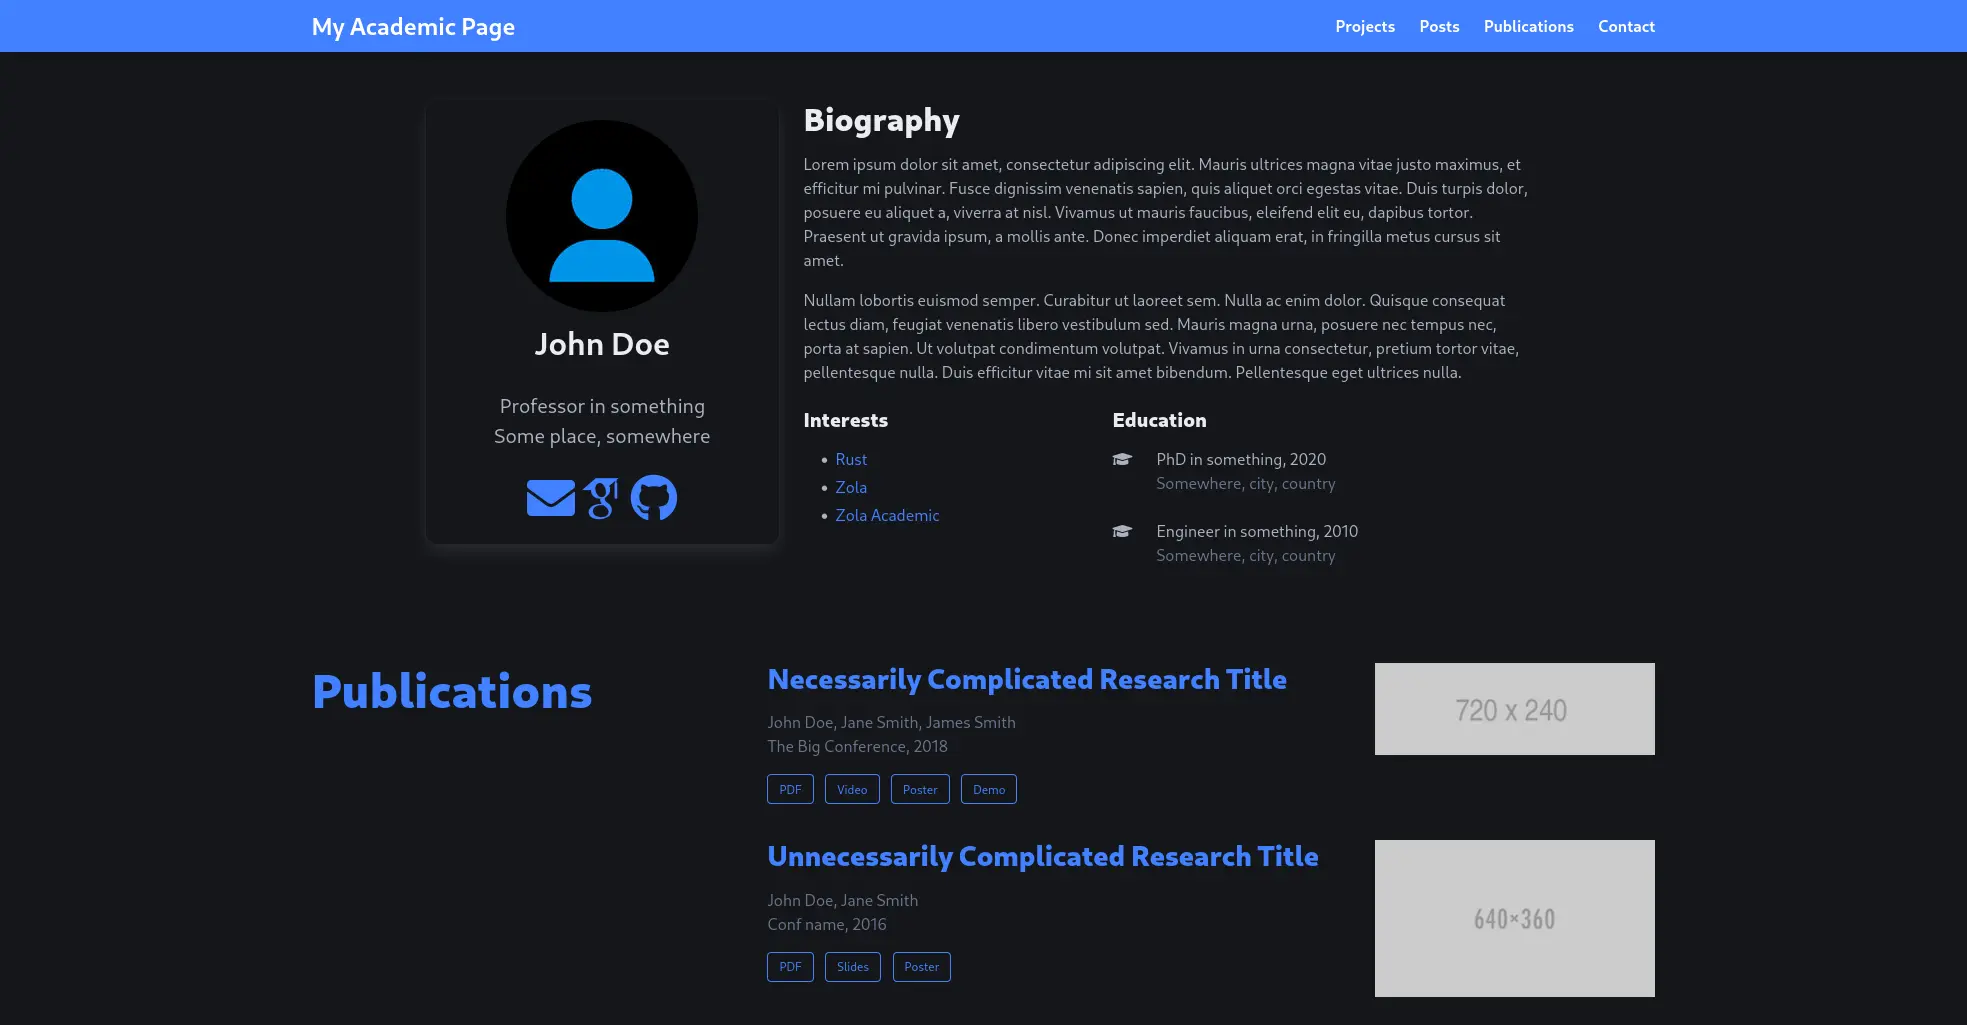 My Academic Page
Projects Posts Publications Contact
John Doe
Professor in something
Some place, somewhere
Biography
Lorem ipsum dolor sit amet, consectetur adipiscing elit. Mauris ultrices magna vitae justo maximus, et
efficitur mi pulvinar. Fusce dignissim venenatis sapien, quis aliquet orci egestas vitae. Duis turpis dolor,
posuere eu aliquet a, viverra at nisl. Vivamus ut mauris faucibus, eleifend elit eu, dapibus tortor.
Praesent ut gravida ipsum, a mollis ante. Donec imperdiet aliquam erat, in fringilla metus cursus sit
amet.
Nullam lobortis euismod semper. Curabitur ut laoreet sem. Nulla ac enim dolor. Quisque consequat
lectus diam, feugiat venenatis libero vestibulum sed. Mauris magna urna, posuere nec tempus nec,
porta at sapien. Ut volutpat condimentum volutpat. Vivamus in urna consectetur, pretium tortor vitae,
pellentesque nulla. Duis efficitur vitae mi sit amet bibendum. Pellentesque eget ultrices nulla.
Interests
Rust
Zola
Zola Academic
Education
PhD in something, 2020
Somewhere, city, country
Engineer in something, 2010
Somewhere, city, country
Publications
Necessarily Complicated Research Title
John Doe, Jane Smith, James Smith
The Big Conference, 2018
PDF Video Poster Demo
720 x 240
Unnecessarily Complicated Research Title
John Doe, Jane Smith
Conf name, 2016
PDF Slides Poster
640×360